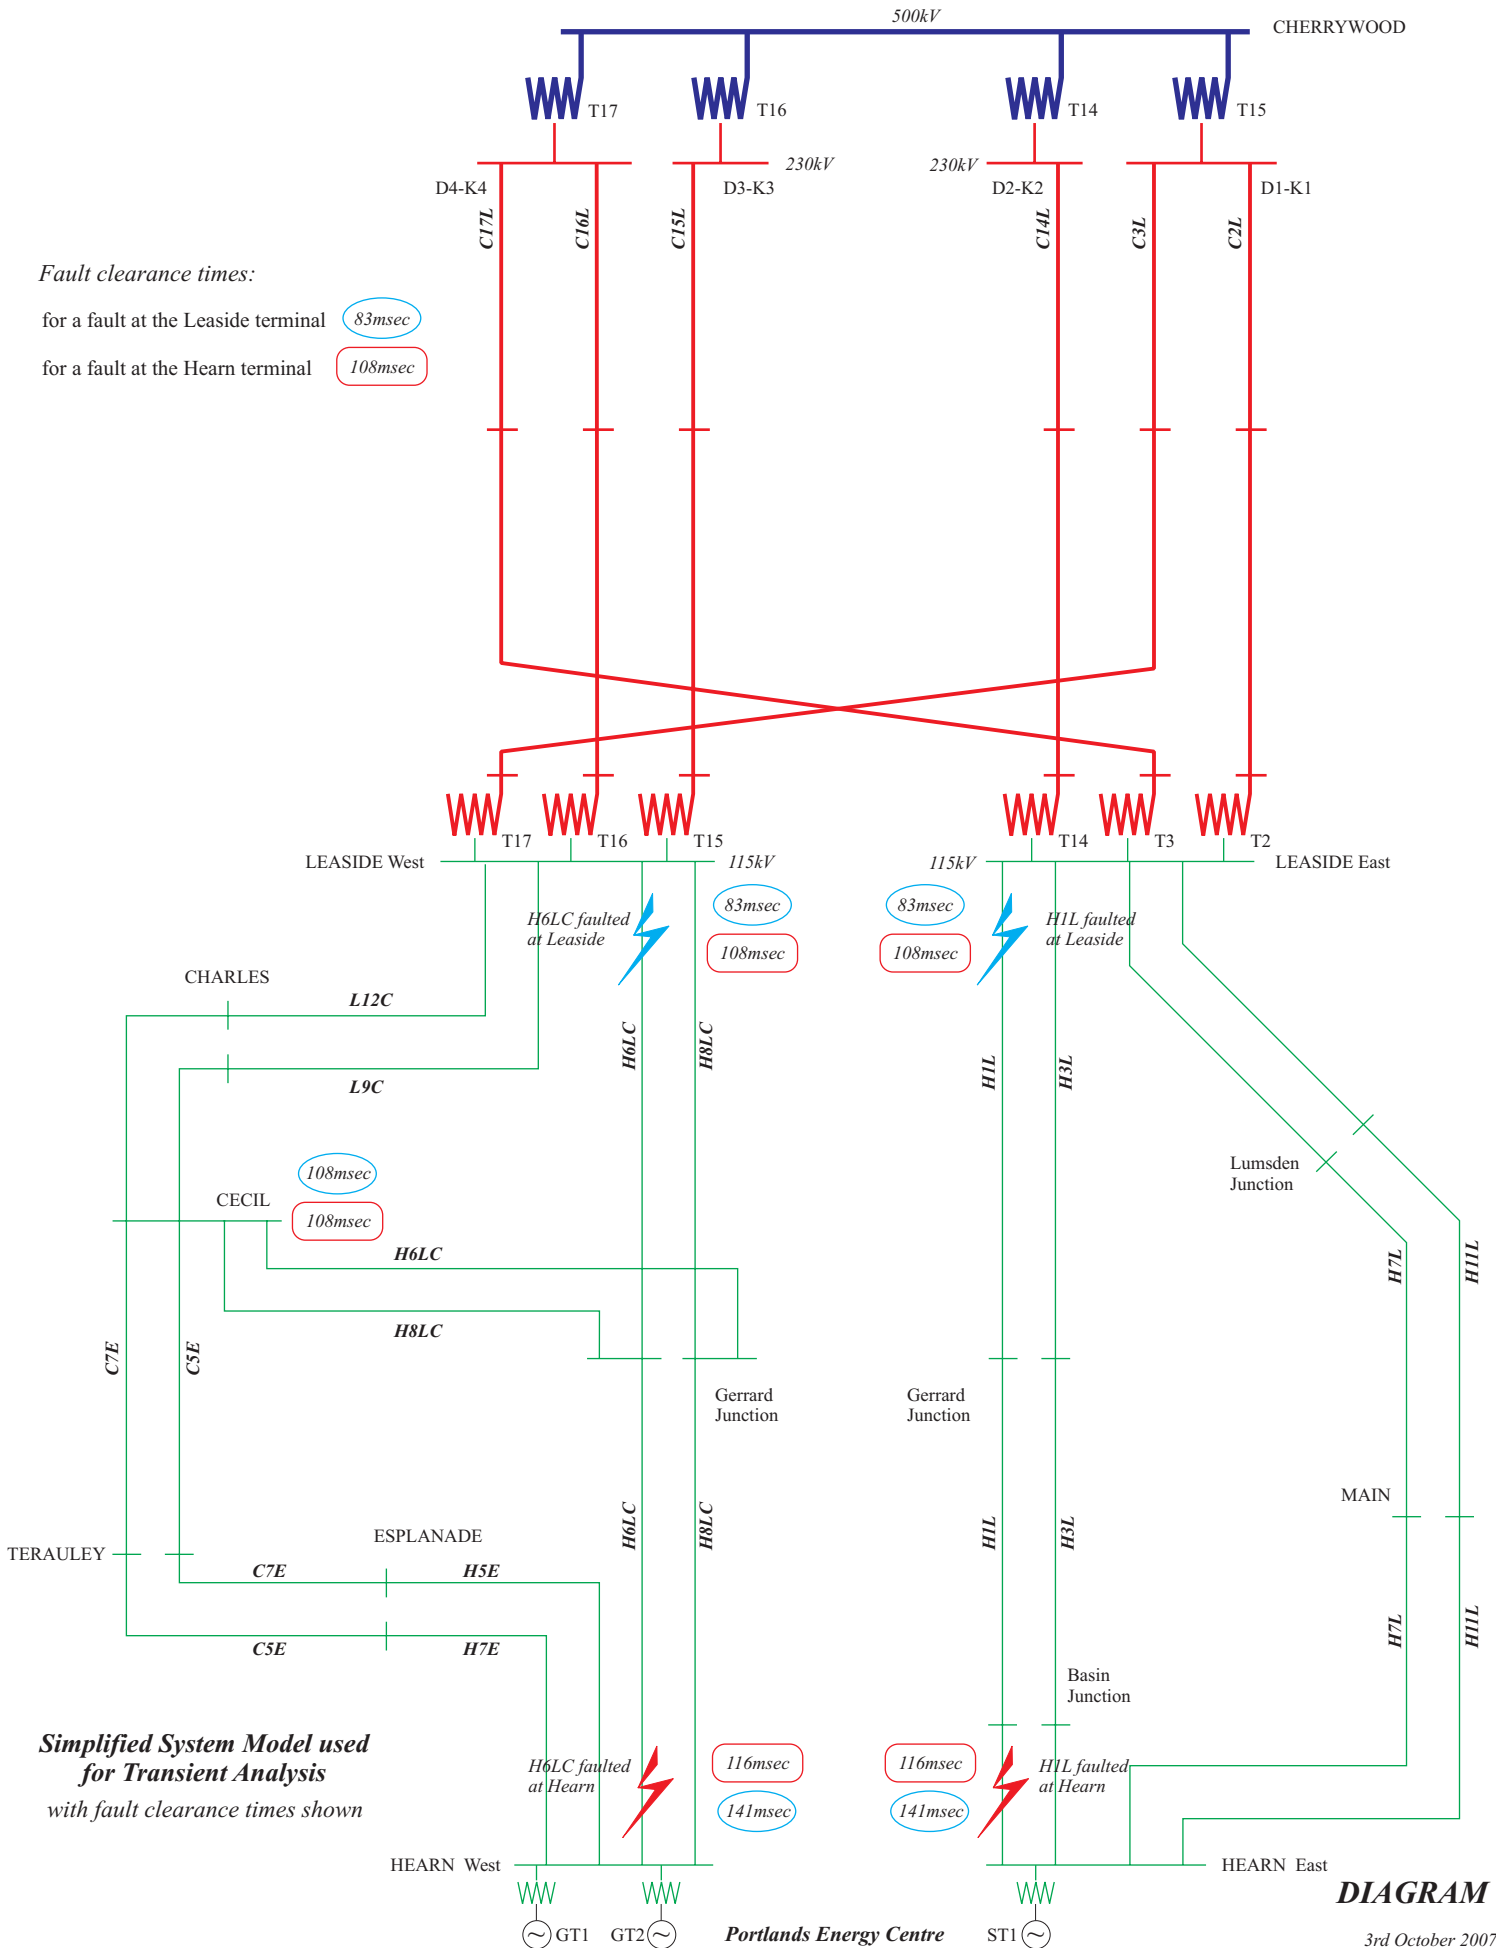 500kV
CHERRYWOOD
T17
T16
T14
T15
230kV
230kV
D4-K4
D3-K3
D2-K2
D1-K1
C17L
C16L
C15L
C14L
C3L
C2L
Fault clearance times:
for a fault at the Leaside terminal
83msec
for a fault at the Hearn terminal
108msec
T17
T16
T15
T14
T3
T2
LEASIDE West
115kV
115kV
LEASIDE East
H6LC faulted
at Leaside
83msec
108msec
83msec
108msec
H1L faulted
at Leaside
CHARLES
L12C
L9C
H6LC
H8LC
H1L
H3L
108msec
CECIL
108msec
Lumsden
Junction
H6LC
H8LC
H7L
H11L
C7E
C5E
Gerrard
Junction
Gerrard
Junction
MAIN
H6LC
H8LC
H1L
H3L
ESPLANADE
TERAULEY
C7E
H5E
C5E
H7E
H7L
H11L
Basin
Junction
Simplified System Model used
for Transient Analysis
with fault clearance times shown
H6LC faulted
at Hearn
116msec
141msec
116msec
141msec
H1L faulted
at Hearn
HEARN West
HEARN East
DIAGRAM
GT1
GT2
Portlands Energy Centre
ST1
3rd October 2007